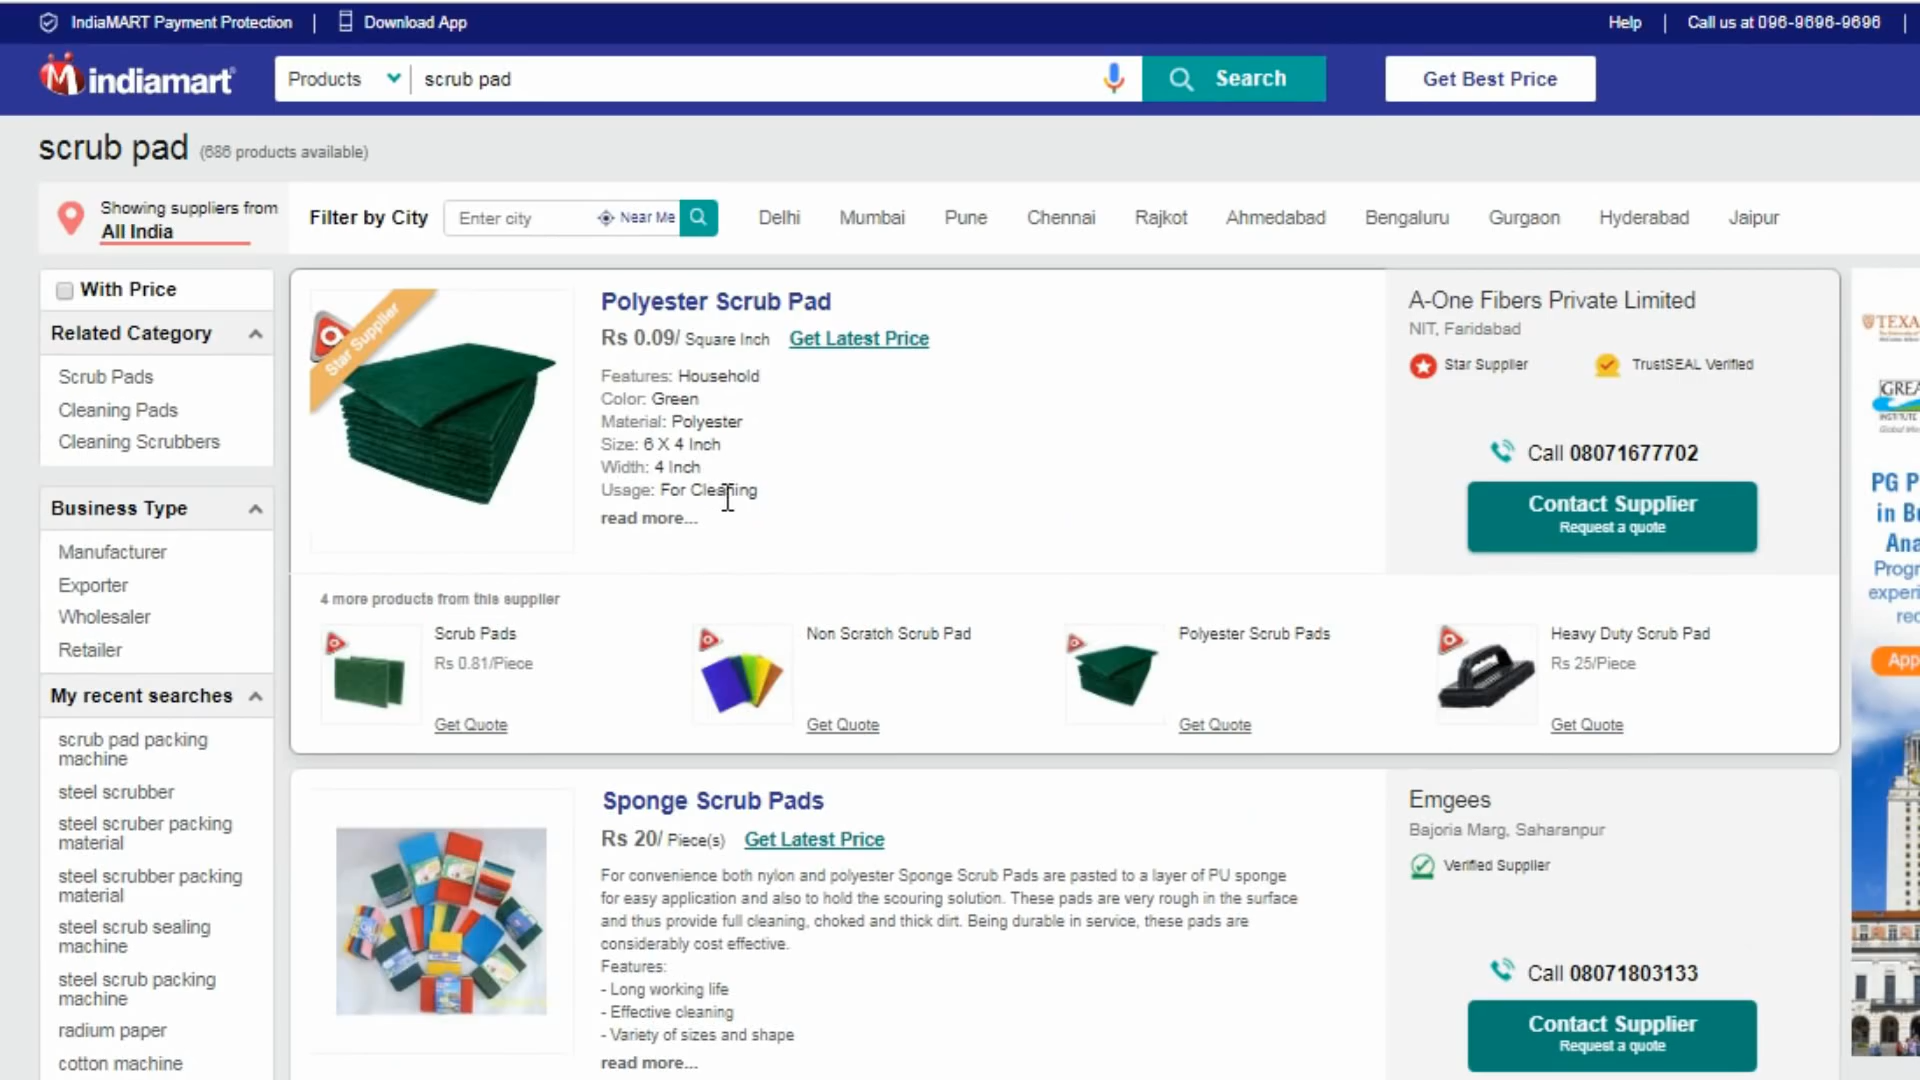 IndiaMART Payment Protection | Download App
Help | Call us at 096-9696-9696 |
indiamart
Products
scrub pad
Search
Get Best Price
scrub pad (686 products available)
Showing suppliers from
All India
Filter by City
Enter city
Near Me
Delhi
Mumbai
Pune
Chennai
Rajkot
Ahmedabad
Bengaluru
Gurgaon
Hyderabad
Jaipur
With Price
Related Category
Scrub Pads
Cleaning Pads
Cleaning Scrubbers
Business Type
Manufacturer
Exporter
Wholesaler
Retailer
My recent searches
scrub pad packing
machine
steel scrubber
steel scruber packing
material
steel scrubber packing
material
steel scrub sealing
machine
steel scrub packing
machine
radium paper
cotton machine
Star Supplier
Polyester Scrub Pad
Rs 0.09/ Square Inch Get Latest Price
Features: Household
Color: Green
Material: Polyester
Size: 6 X 4 Inch
Width: 4 Inch
Usage: For Cleaning
read more...
A-One Fibers Private Limited
NIT, Faridabad
Star Supplier
TrustSEAL Verified
Call 08071677702
Contact Supplier
Request a quote
4 more products from this supplier
Scrub Pads
Rs 0.81/Piece
Get Quote
Non Scratch Scrub Pad
Get Quote
Polyester Scrub Pads
Get Quote
Heavy Duty Scrub Pad
Rs 25/Piece
Get Quote
Sponge Scrub Pads
Rs 20/ Piece(s) Get Latest Price
For convenience both nylon and polyester Sponge Scrub Pads are pasted to a layer of PU sponge
for easy application and also to hold the scouring solution. These pads are very rough in the surface
and thus provide full cleaning, choked and thick dirt. Being durable in service, these pads are
considerably cost effective.
Features:
- Long working life
- Effective cleaning
- Variety of sizes and shape
read more...
Emgees
Bajoria Marg, Saharanpur
Verified Supplier
Call 08071803133
Contact Supplier
Request a quote
TEXA
GREA
INSTITUTE
PG P
in Bu
Ana
Progr
experi
rec
App